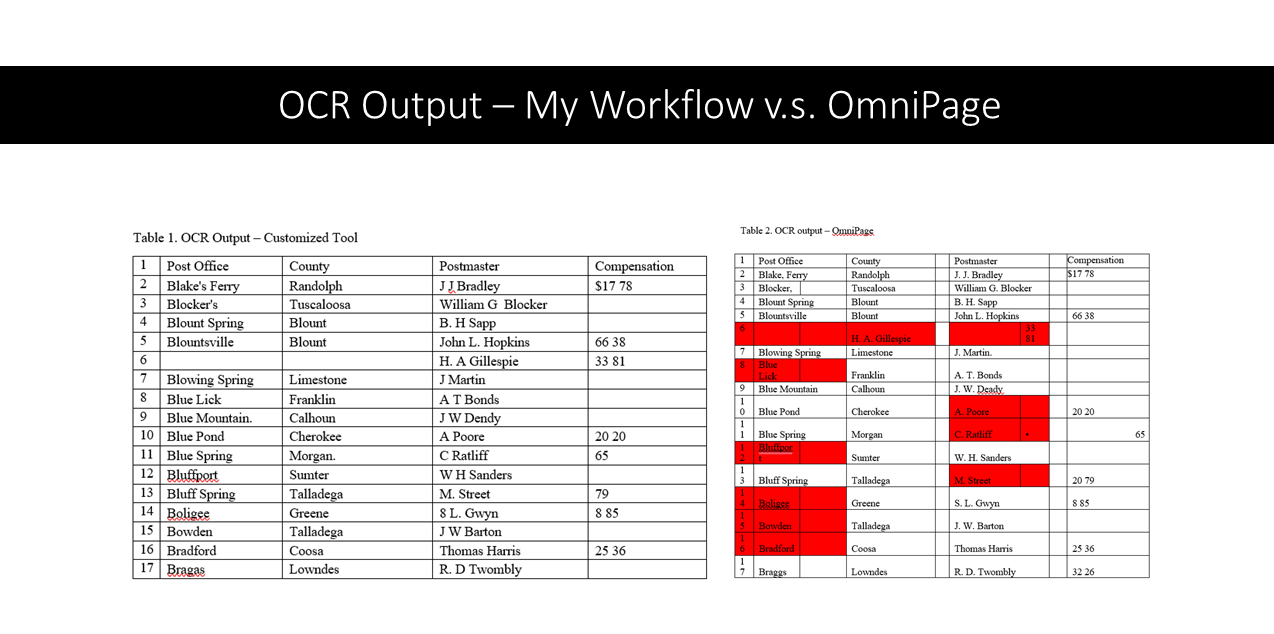 OCR Output – My Workflow v.s. OmniPage
Table 1. OCR Output – Customized Tool
1 Post Office County Postmaster Compensation
2 Blake's Ferry Randolph J J Bradley $17 78
3 Blocker's Tuscaloosa William G Blocker
4 Blount Spring Blount B. H Sapp
5 Blountsville Blount John L. Hopkins 66 38
6 H. A Gillespie 33 81
7 Blowing Spring Limestone J Martin
8 Blue Lick Franklin A T Bonds
9 Blue Mountain. Calhoun J W Dendy
10 Blue Pond Cherokee A Poore 20 20
11 Blue Spring Morgan. C Ratliff 65
12 Bluffport Sumter W H Sanders
13 Bluff Spring Talladega M. Street 79
14 Boligee Greene 8 L. Gwyn 8 85
15 Bowden Talladega J W Barton
16 Bradford Coosa Thomas Harris 25 36
17 Bragas Lowndes R. D Twombly
Table 2. OCR output – OmniPage
1 Post Office County Postmaster Compensation
2 Blake, Ferry Randolph J. J. Bradley $17 78
3 Blocker, Tuscaloosa William G. Blocker
4 Blount Spring Blount B. H. Sapp
5 Blountsville Blount John L. Hopkins 66 38
6 33
H. A. Gillespie 81
7 Blowing Spring Limestone J. Martin.
8 Blue
Lick Franklin A. T. Bonds
9 Blue Mountain Calhoun J. W. Deady
1
0 Blue Pond Cherokee A. Poore 20 20
1
1 Blue Spring Morgan C. Ratliff • 65
1 Bluffpor
2 t Sumter W. H. Sanders
1
3 Bluff Spring Talladega M. Street 20 79
1
4 Boligee Greene S. L. Gwyn 8 85
1
5 Bowden Talladega J. W. Barton
1
6 Bradford Coosa Thomas Harris 25 36
1
7 Braggs Lowndes R. D. Twombly 32 26